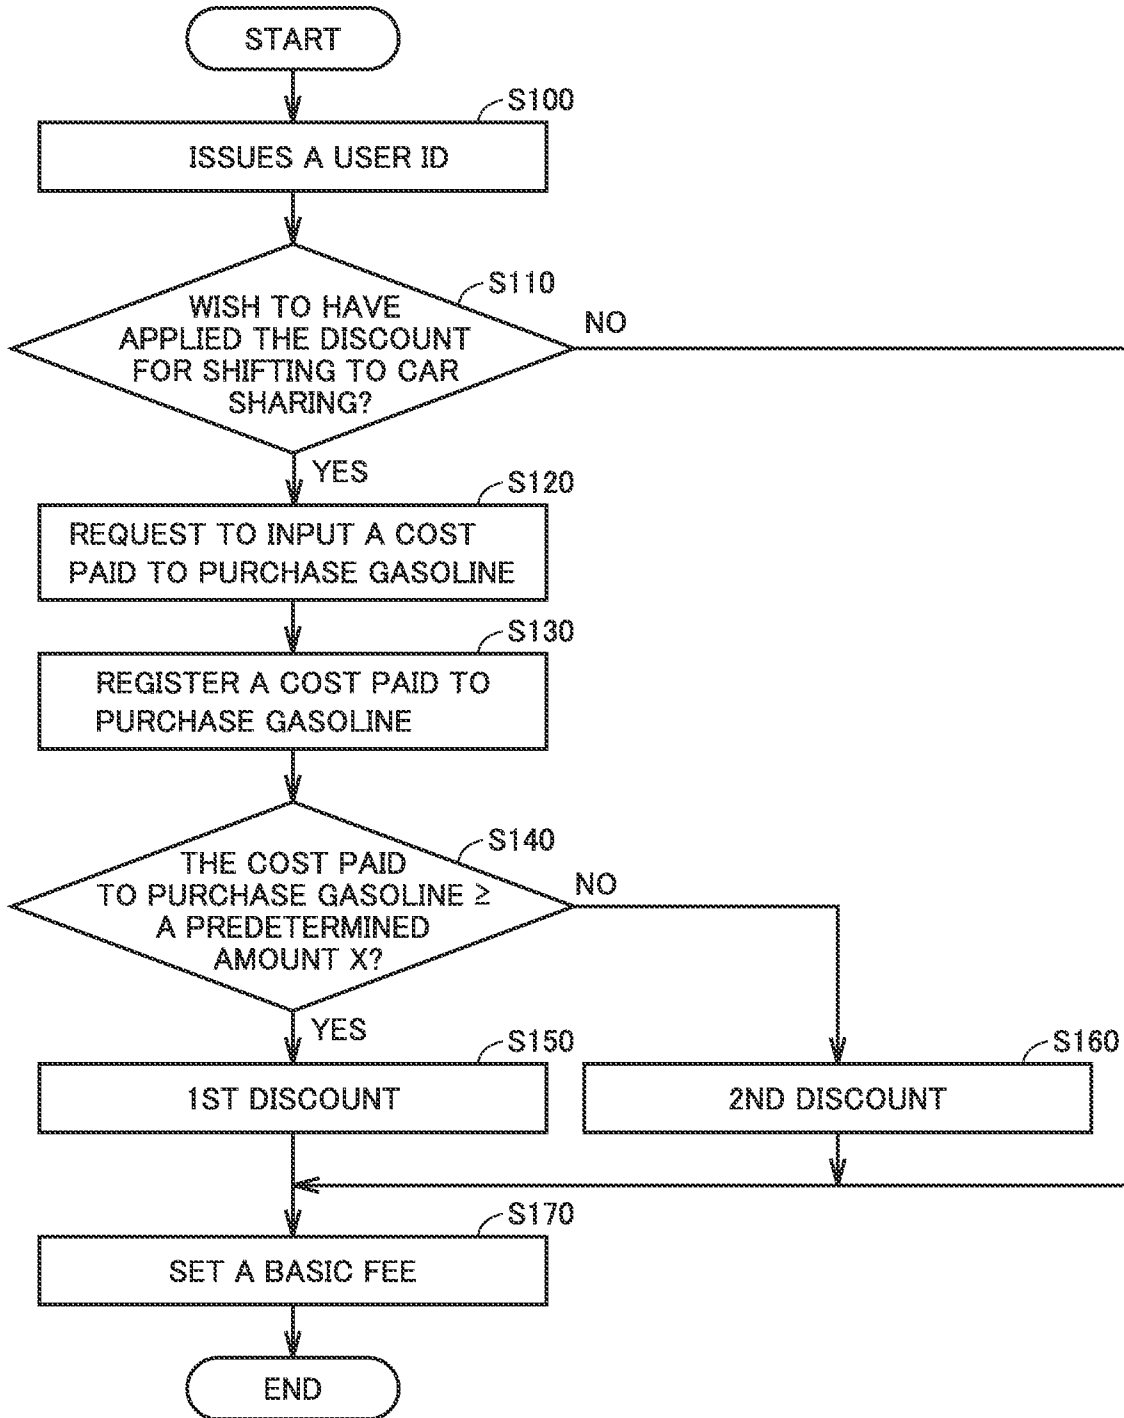 START
S100
ISSUES A USER ID
S110
WISH TO HAVE
APPLIED THE DISCOUNT
FOR SHIFTING TO CAR
SHARING?
NO
YES
S120
REQUEST TO INPUT A COST
PAID TO PURCHASE GASOLINE
S130
REGISTER A COST PAID TO
PURCHASE GASOLINE
S140
THE COST PAID
TO PURCHASE GASOLINE ≥
A PREDETERMINED
AMOUNT X?
NO
YES
S150
1ST DISCOUNT
S160
2ND DISCOUNT
S170
SET A BASIC FEE
END